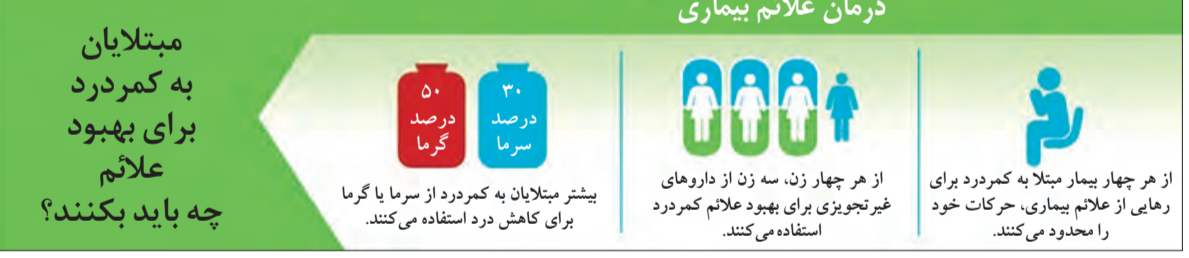 درمان علائم بیماری
از هر چهار بیمار مبتلا به کمردرد برای
رهایی از علائم بیماری، حرکات خود
را محدود می‌کنند.
از هر چهار زن، سه زن از داروهای
غیرتجویزی برای بهبود علائم کمردرد
استفاده می‌کنند.
۳۰
درصد
سرما
۵۰
درصد
گرما
بیشتر مبتلایان به کمردرد از سرما یا گرما
برای کاهش درد استفاده می‌کنند.
مبتلایان
به کمردرد
برای بهبود
علائم
چه باید بکنند؟